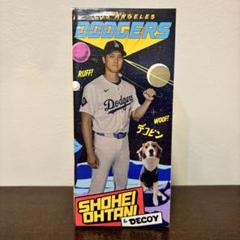 LOS ANGELES
DODGERS
RUFF!
WOOF!
デコピン
Dodgers
SHOHEI
OHTANI
& DECOY